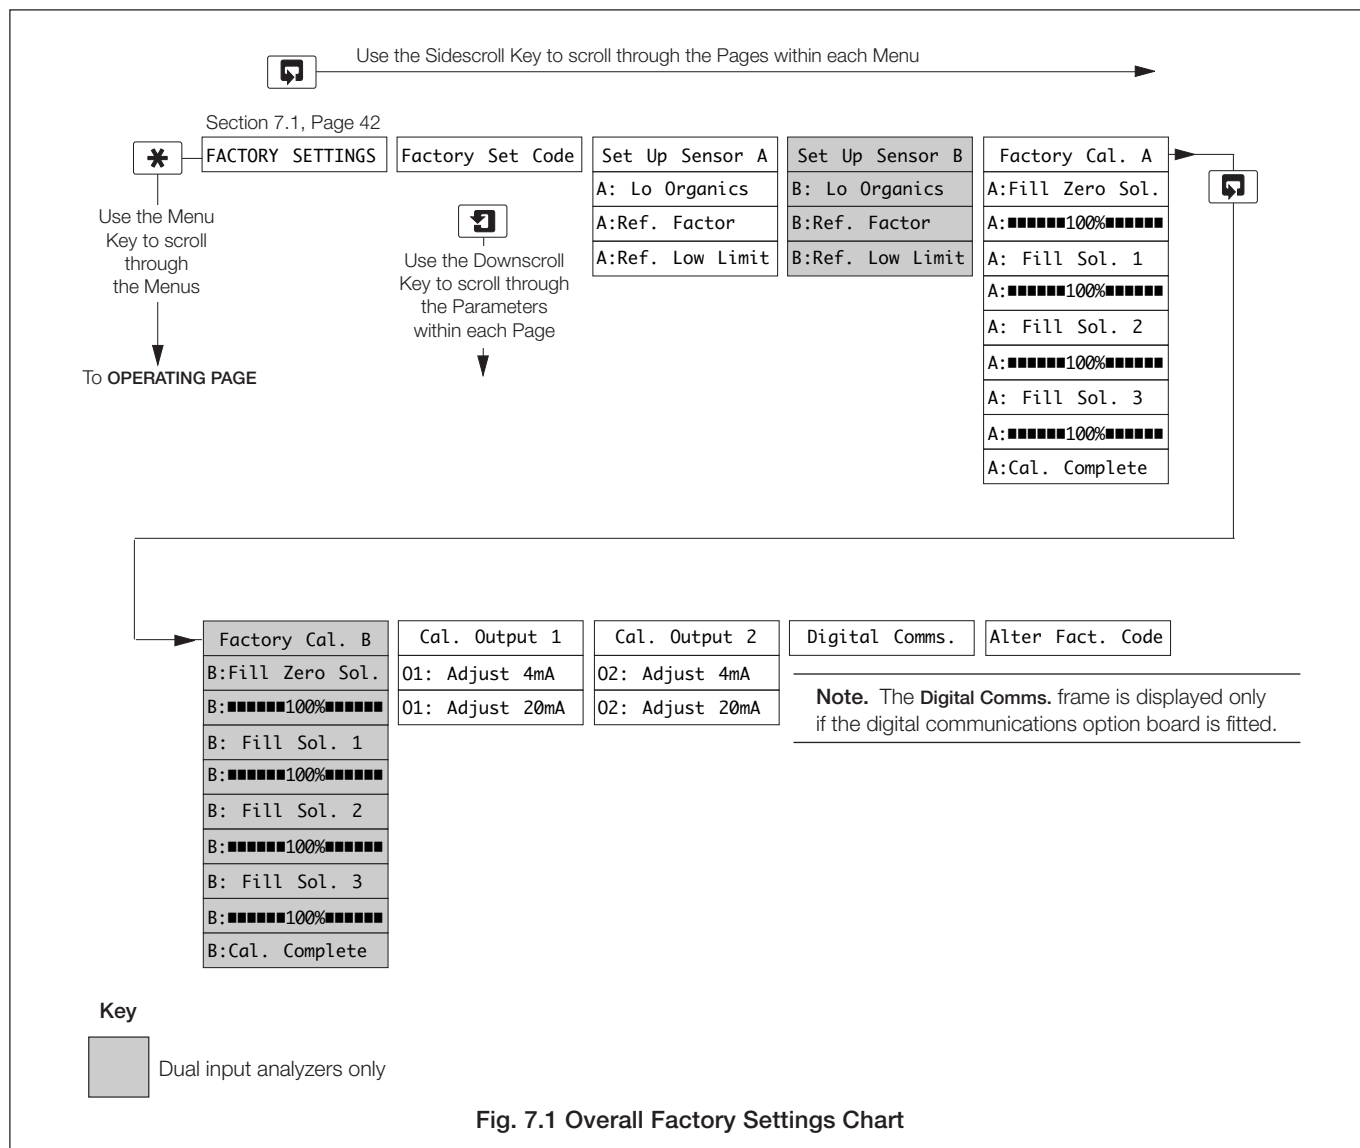 Use the Sidescroll Key to scroll through the Pages within each Menu
Section 7.1, Page 42
FACTORY SETTINGS
Factory Set Code
Set Up Sensor A
A: Lo Organics
A:Ref. Factor
A:Ref. Low Limit
Set Up Sensor B
B: Lo Organics
B:Ref. Factor
B:Ref. Low Limit
Factory Cal. A
A:Fill Zero Sol.
A:■■■■■■100%■■■■■■
A: Fill Sol. 1
A:■■■■■■100%■■■■■■
A: Fill Sol. 2
A:■■■■■■100%■■■■■■
A: Fill Sol. 3
A:■■■■■■100%■■■■■■
A:Cal. Complete
Use the Menu
Key to scroll
through
the Menus
To OPERATING PAGE
Use the Downscroll
Key to scroll through
the Parameters
within each Page
Factory Cal. B
B:Fill Zero Sol.
B:■■■■■■100%■■■■■■
B: Fill Sol. 1
B:■■■■■■100%■■■■■■
B: Fill Sol. 2
B:■■■■■■100%■■■■■■
B: Fill Sol. 3
B:■■■■■■100%■■■■■■
B:Cal. Complete
Cal. Output 1
O1: Adjust 4mA
O1: Adjust 20mA
Cal. Output 2
O2: Adjust 4mA
O2: Adjust 20mA
Digital Comms.
Alter Fact. Code
Note. The Digital Comms. frame is displayed only
if the digital communications option board is fitted.
Key
Dual input analyzers only
Fig. 7.1 Overall Factory Settings Chart